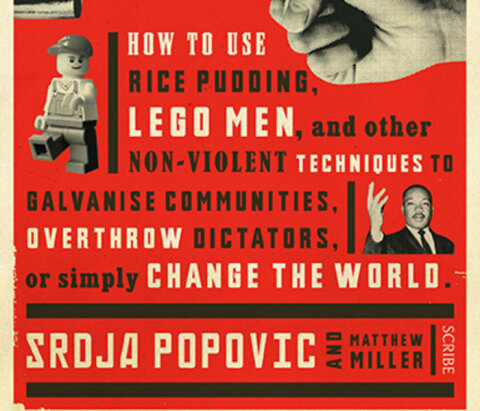 HOW TO USE
RICE PUDDING,
LEGO MEN, and other
NON-VIOLENT TECHNIQUES TO
GALVANISE COMMUNITIES,
OVERTHROW DICTATORS,
or simply CHANGE THE WORLD.
SRDJA POPOVIC
AND
MATTHEW
MILLER
SCRIBE